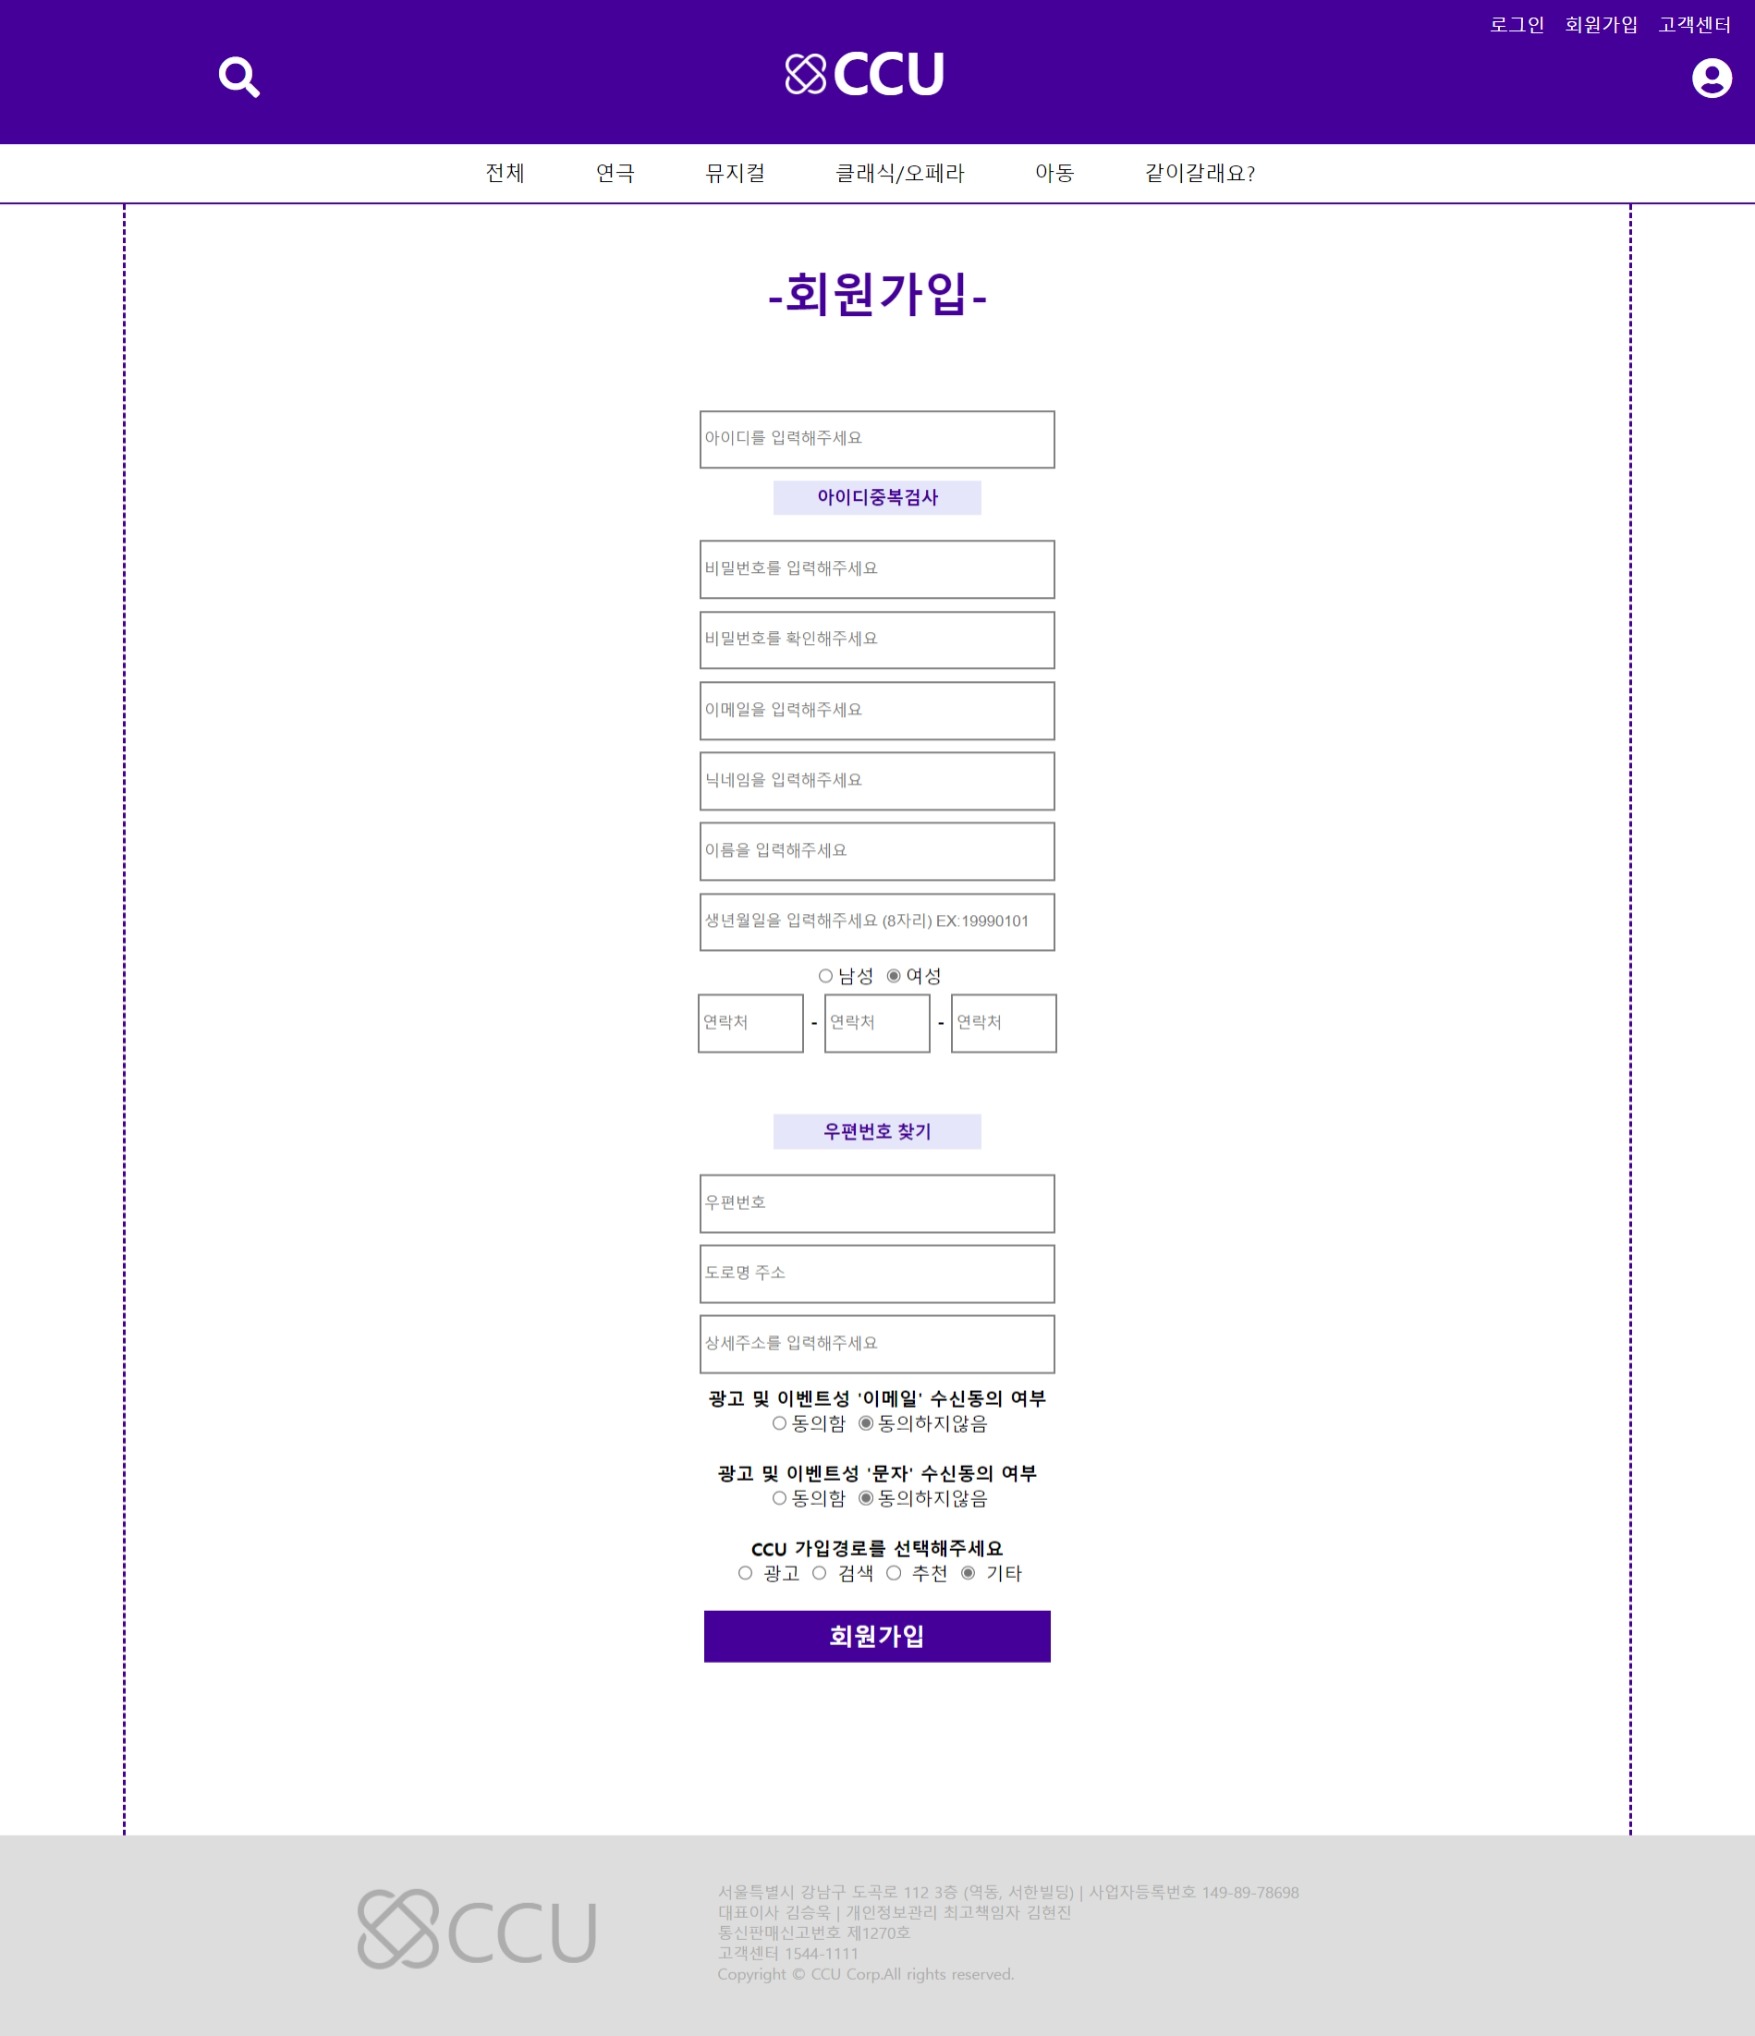 로그인 회원가입 고객센터
CCU
전체 연극 뮤지컬 클래식/오페라 아동 같이갈래요?
-회원가입-
아이디를 입력해주세요
아이디중복검사
비밀번호를 입력해주세요
비밀번호를 확인해주세요
이메일을 입력해주세요
닉네임을 입력해주세요
이름을 입력해주세요
생년월일을 입력해주세요 (8자리) EX:19990101
남성 여성
연락처 - 연락처 - 연락처
우편번호 찾기
우편번호
도로명 주소
상세주소를 입력해주세요
광고 및 이벤트성 '이메일' 수신동의 여부
동의함 동의하지않음
광고 및 이벤트성 '문자' 수신동의 여부
동의함 동의하지않음
CCU 가입경로를 선택해주세요
광고 검색 추천 기타
회원가입
CCU
서울특별시 강남구 도곡로 112 3층 (역동, 서한빌딩) | 사업자등록번호 149-89-78698
대표이사 김승욱 | 개인정보관리 최고책임자 김현진
통신판매신고번호 제1270호
고객센터 1544-1111
Copyright © CCU Corp.All rights reserved.